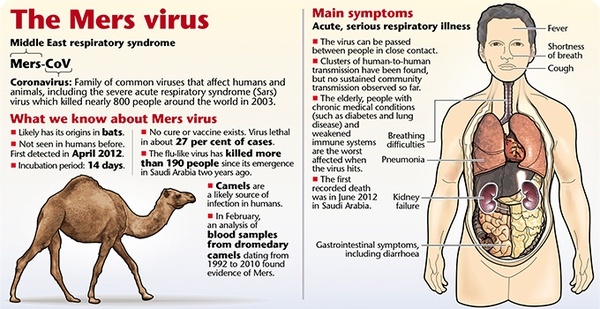 The Mers virus
Middle East respiratory syndrome
Mers-CoV
Coronavirus: Family of common viruses that affect humans and
animals, including the severe acute respiratory syndrome (Sars)
virus which killed nearly 800 people around the world in 2003.
What we know about Mers virus
■ Likely has its origins in bats.
■ Not seen in humans before.
First detected in April 2012.
■ Incubation period: 14 days.
■ No cure or vaccine exists. Virus lethal
in about 27 per cent of cases.
■ The flu-like virus has killed more
than 190 people since its emergence
in Saudi Arabia two years ago.
■ Camels are
a likely source of
infection in humans.
■ In February,
an analysis of
blood samples
from dromedary
camels dating from
1992 to 2010 found
evidence of Mers.
Main symptoms
Acute, serious respiratory illness
■ The virus can be passed
between people in close contact.
■ Clusters of human-to-human
transmission have been found,
but no sustained community
transmission observed so far.
■ The elderly, people with
chronic medical conditions
(such as diabetes and lung
disease) and
weakened
immune systems
are the worst
affected when
the virus hits.
■ The first
recorded death
was in June 2012
in Saudi Arabia.
Fever
Shortness
of breath
Cough
Breathing
difficulties
Pneumonia
Kidney
failure
Gastrointestinal symptoms,
including diarrhoea